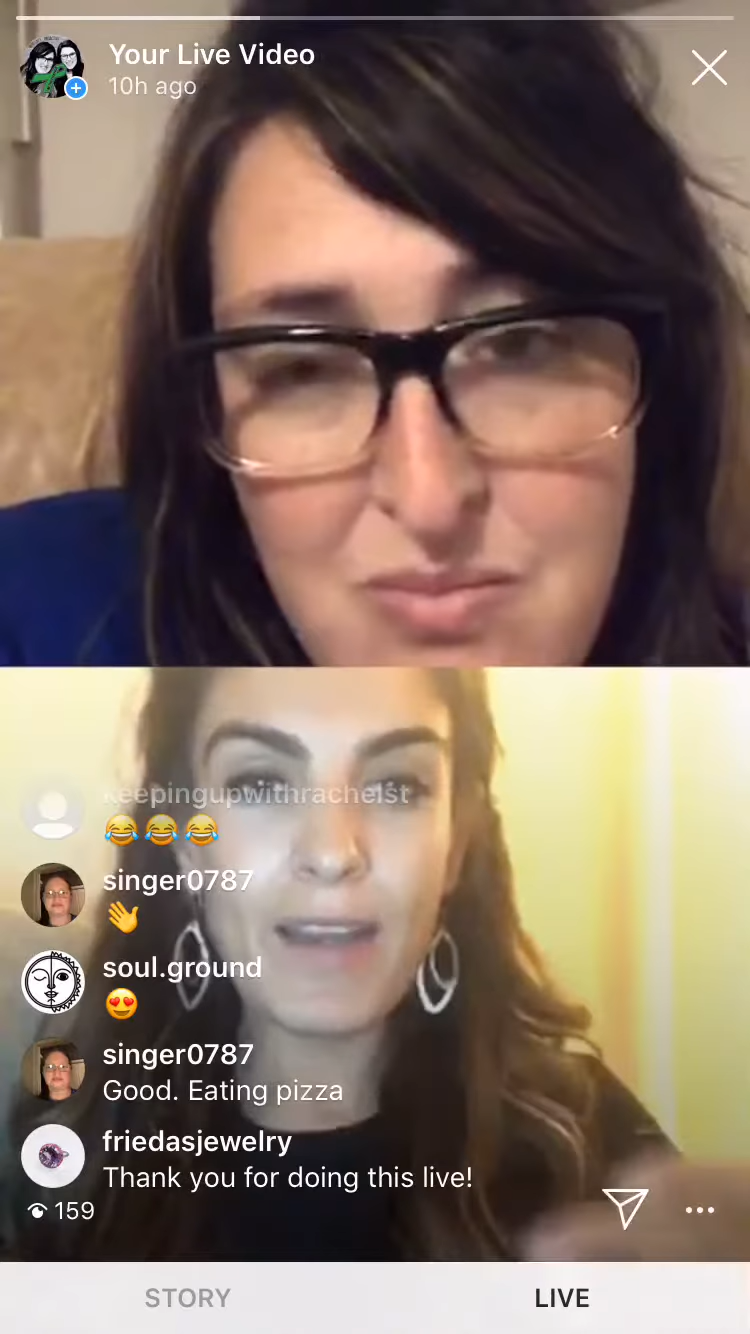 Your Live Video
10h ago
keepingupwithrachelst
😂😂😂
singer0787
👋
soul.ground
😍
singer0787
Good. Eating pizza
friedasjewelry
Thank you for doing this live!
159
STORY
LIVE